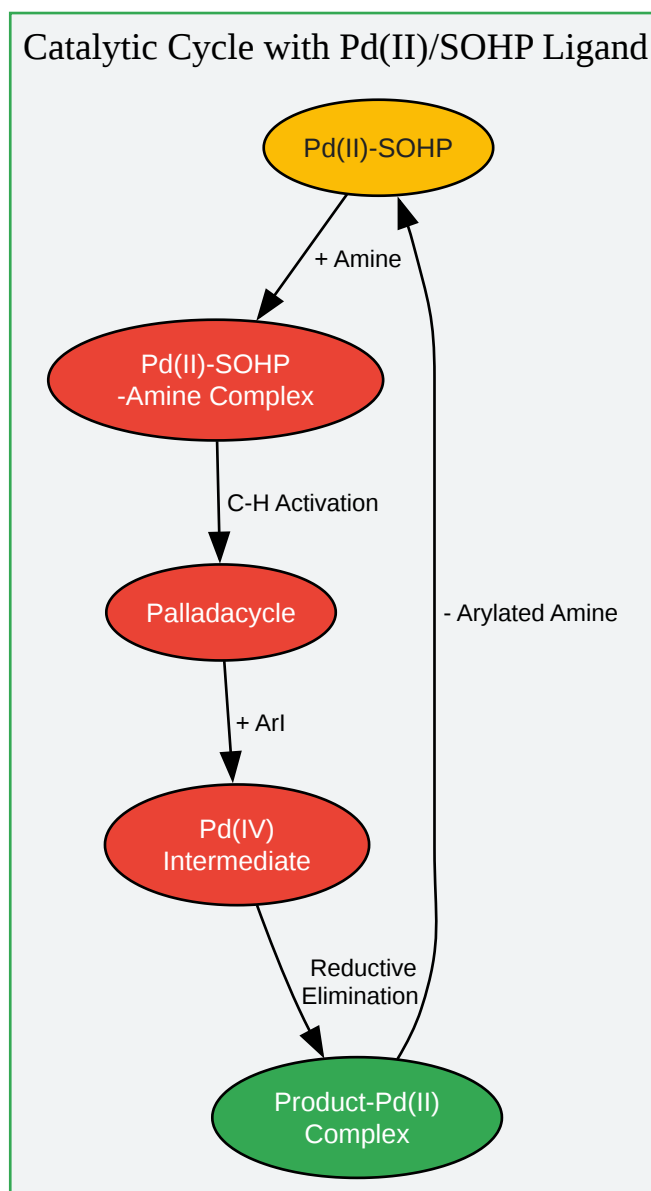 Catalytic Cycle with Pd(II)/SOHP Ligand
Pd(II)-SOHP
+ Amine
Pd(II)-SOHP
-Amine Complex
C-H Activation
Palladacycle
- Arylated Amine
+ ArI
Pd(IV)
Intermediate
Reductive
Elimination
Product-Pd(II)
Complex